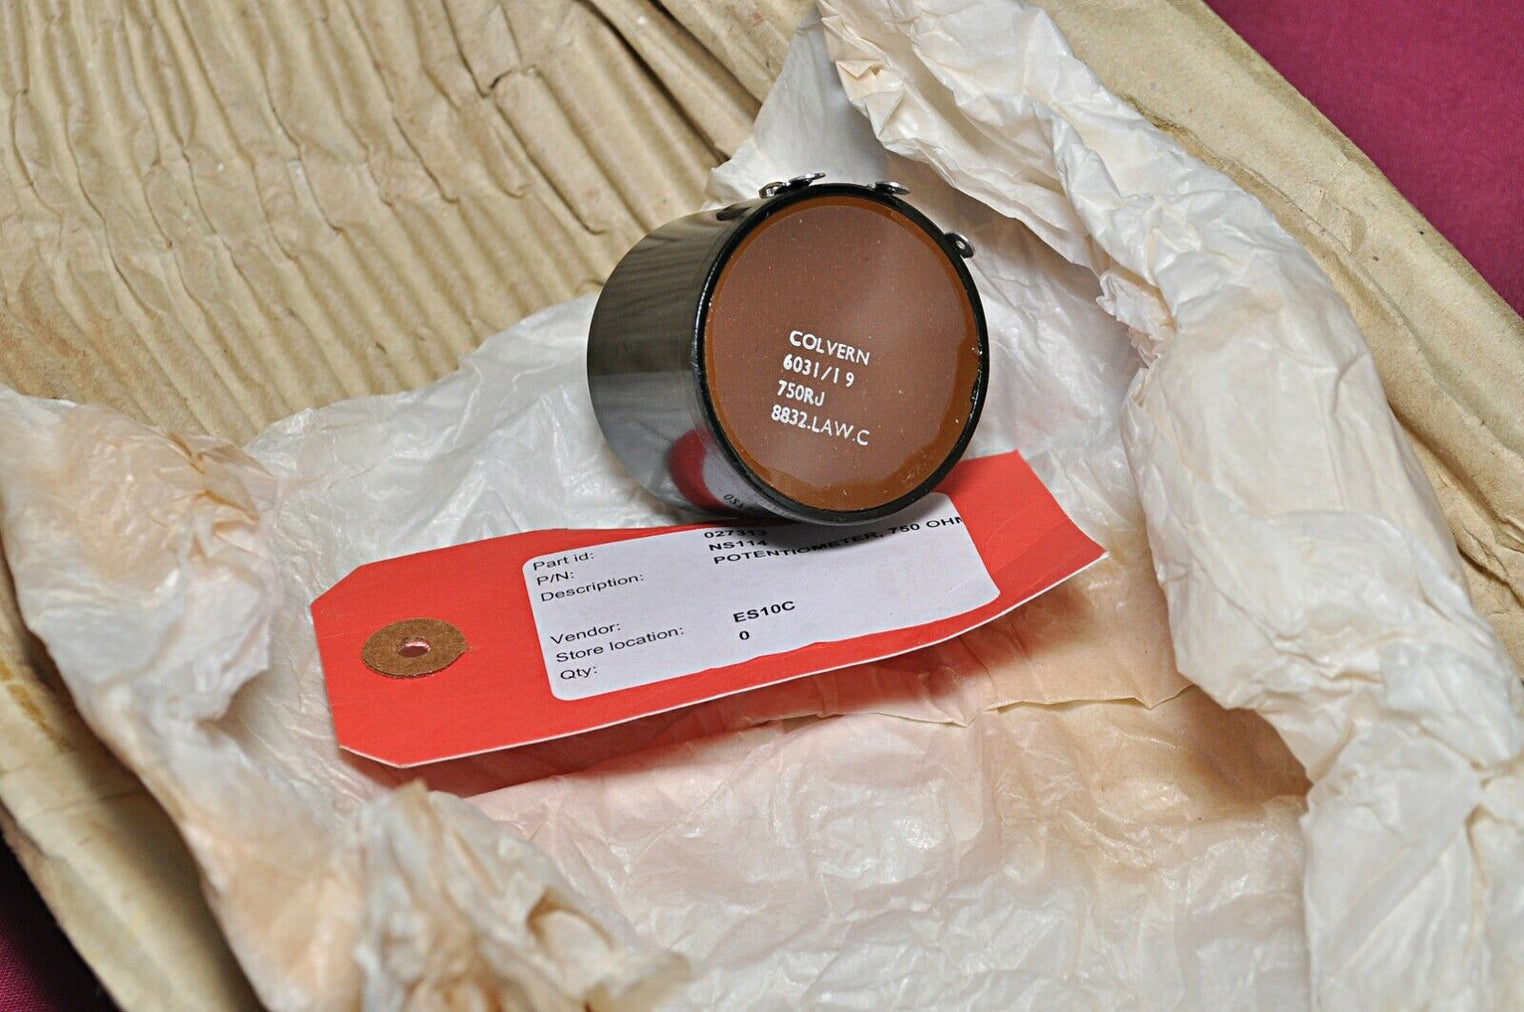 COLVERN
6031/19
750RJ
8832.LAW.C
Part id: 027313
P/N: NS114
Description: POTENTIOMETER, 750 OHM
Vendor:
Store location: ES10C
Qty: 0